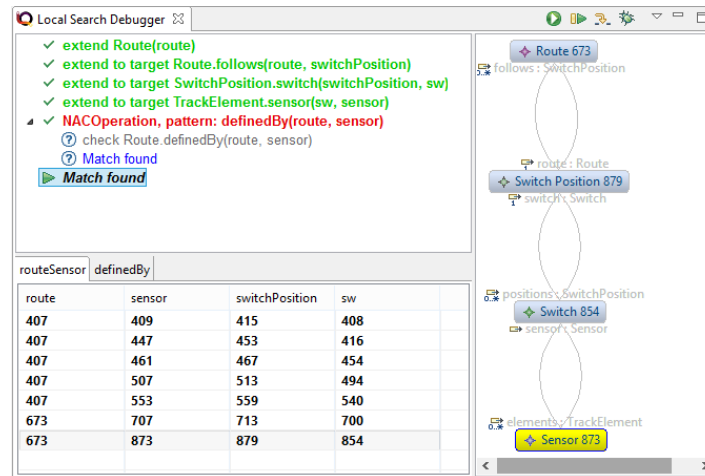 Local Search Debugger
extend Route(route)
extend to target Route.follows(route, switchPosition)
extend to target SwitchPosition.switch(switchPosition, sw)
extend to target TrackElement.sensor(sw, sensor)
NACOperation, pattern: definedBy(route, sensor)
check Route.definedBy(route, sensor)
Match found
Match found
routeSensor definedBy
route sensor switchPosition sw
407 409 415 408
407 447 453 416
407 461 467 454
407 507 513 494
407 553 559 540
673 707 713 700
673 873 879 854
Route 673
follows : SwitchPosition
0..*
route : Route
1
Switch Position 879
switch : Switch
1
positions : SwitchPosition
0..*
Switch 854
sensor : Sensor
elements : TrackElement
0..*
Sensor 873